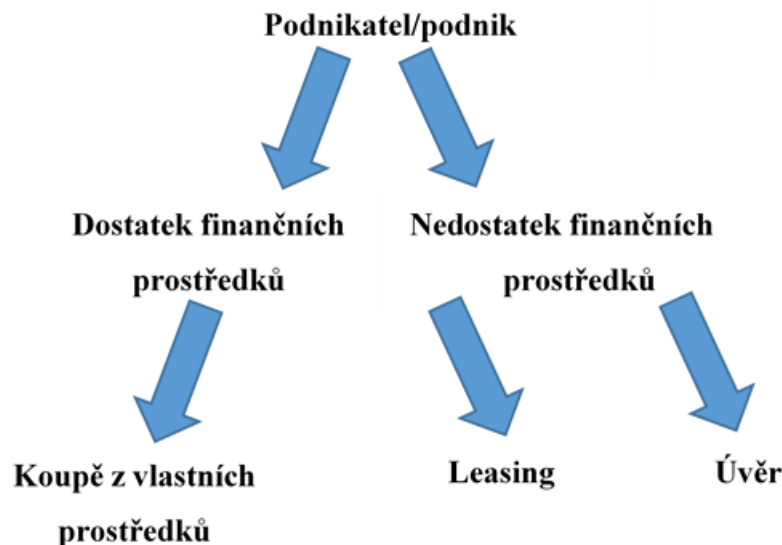 Podnikatel/podnik
Dostatek finančních
prostředků
Nedostatek finančních
prostředků
Koupě z vlastních
prostředků
Leasing
Úvěr